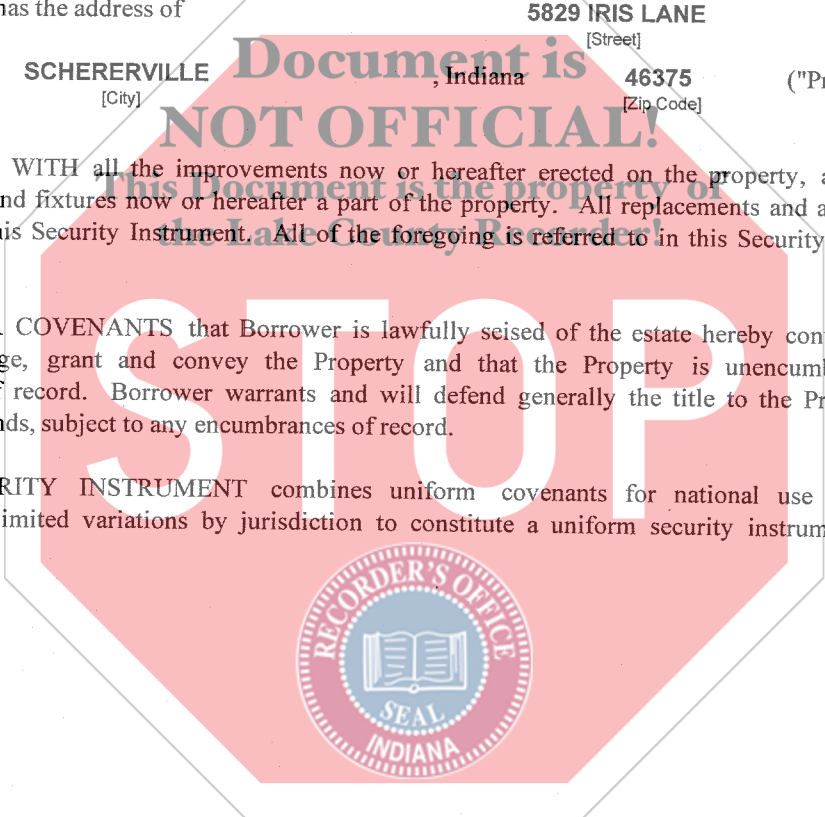 has the address of
5829 IRIS LANE
[Street]
SCHERERVILLE , Indiana 46375 ("Pr
[City] [Zip Code]
Document is
NOT OFFICIAL!
This Document is the property of
the Lake County Recorder!
WITH all the improvements now or hereafter erected on the property, a
nd fixtures now or hereafter a part of the property. All replacements and a
is Security Instrument. All of the foregoing is referred to in this Security
COVENANTS that Borrower is lawfully seised of the estate hereby con
ge, grant and convey the Property and that the Property is unencumb
f record. Borrower warrants and will defend generally the title to the Pr
nds, subject to any encumbrances of record.
RITY INSTRUMENT combines uniform covenants for national use
imited variations by jurisdiction to constitute a uniform security instrum
STOP
RECORDER'S OFFICE
SEAL
INDIANA